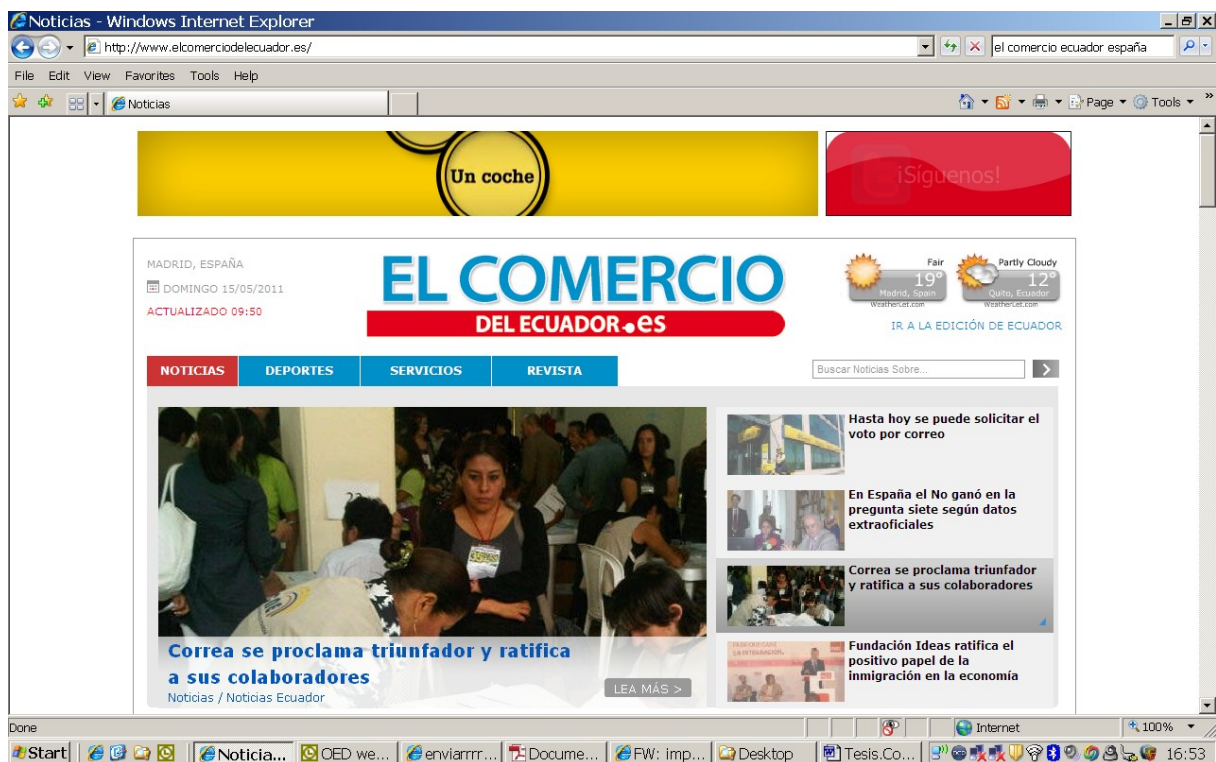 Noticias - Windows Internet Explorer
http://www.elcomerciodelecuador.es/
el comercio ecuador españa
File Edit View Favorites Tools Help
Noticias
Page Tools »
Un coche
¡Síguenos!
MADRID, ESPAÑA
DOMINGO 15/05/2011
ACTUALIZADO 09:50
EL COMERCIO
DEL ECUADOR.es
Fair
19°
Madrid, Spain
WeatherLet.com
Partly Cloudy
12°
Quito, Ecuador
WeatherLet.com
IR A LA EDICIÓN DE ECUADOR
NOTICIAS DEPORTES SERVICIOS REVISTA
Buscar Noticias Sobre...
Correa se proclama triunfador y ratifica
a sus colaboradores
Noticias / Noticias Ecuador
LEA MÁS >
Hasta hoy se puede solicitar el
voto por correo
En España el No ganó en la
pregunta siete según datos
extraoficiales
Correa se proclama triunfador
y ratifica a sus colaboradores
Fundación Ideas ratifica el
positivo papel de la
inmigración en la economía
Done
Internet
100%
Start
Noticia...
OED we...
enviarrrr...
Docume...
FW: imp...
Desktop
Tesis.Co...
16:53